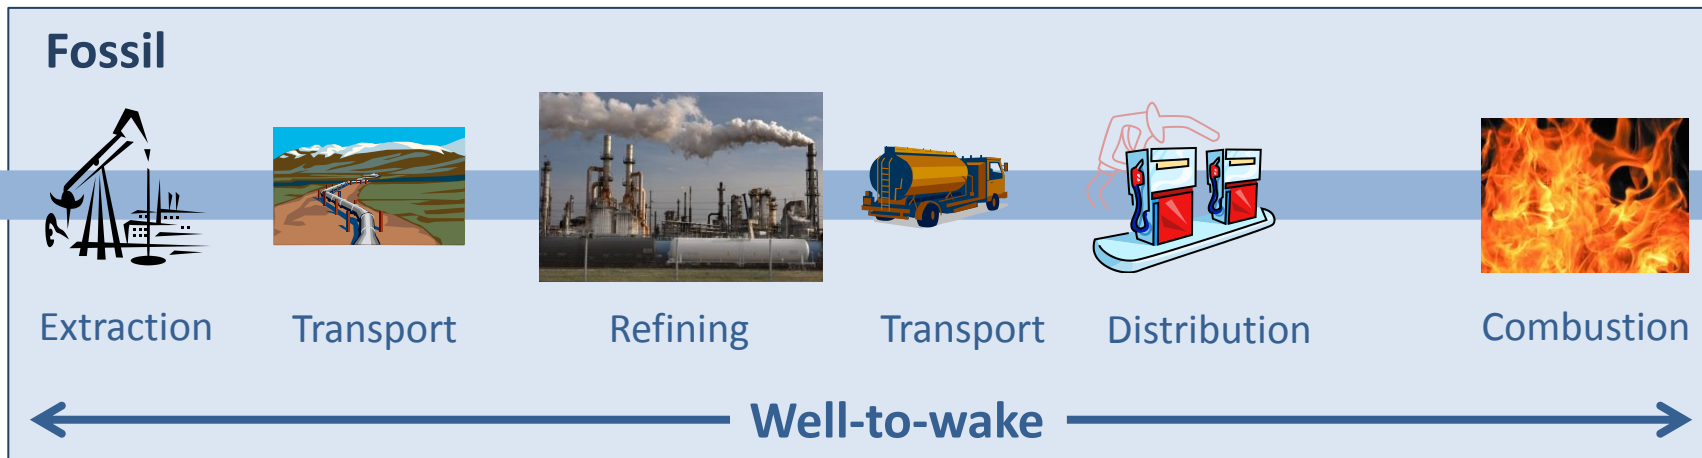 Fossil
Extraction
Transport
Refining
Transport
Distribution
Combustion
Well-to-wake